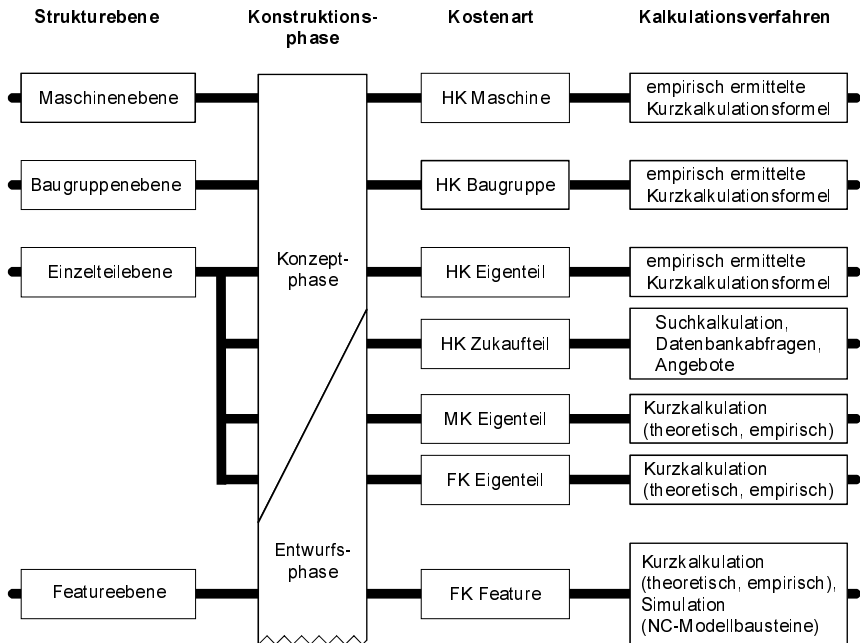 Strukturebene
Konstruktions-
phase
Kostenart
Kalkulationsverfahren
Maschinenebene
HK Maschine
empirisch ermittelte
Kurzkalkulationsformel
Baugruppenebene
HK Baugruppe
empirisch ermittelte
Kurzkalkulationsformel
Einzelteilebene
Konzept-
phase
HK Eigenteil
empirisch ermittelte
Kurzkalkulationsformel
HK Zukaufteil
Suchkalkulation,
Datenbankabfragen,
Angebote
MK Eigenteil
Kurzkalkulation
(theoretisch, empirisch)
FK Eigenteil
Kurzkalkulation
(theoretisch, empirisch)
Featureebene
Entwurfs-
phase
FK Feature
Kurzkalkulation
(theoretisch, empirisch),
Simulation
(NC-Modellbausteine)